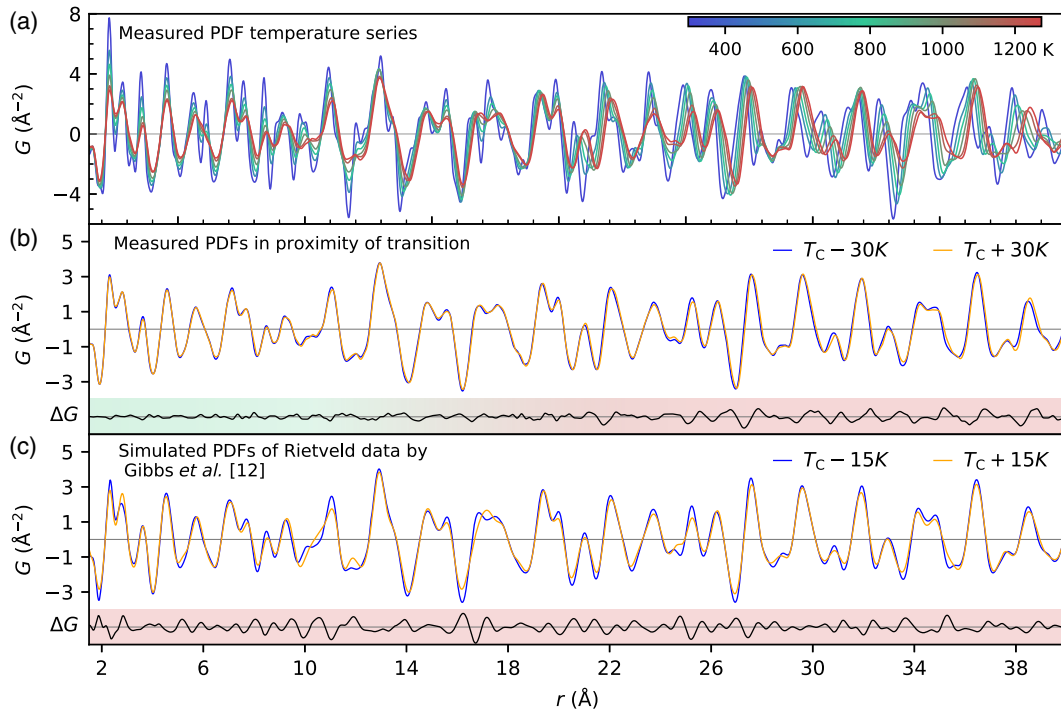 (a)
Measured PDF temperature series
400 600 800 1000 1200 K
G (Å⁻²)
8
4
0
−4
(b)
Measured PDFs in proximity of transition
T_C − 30K
T_C + 30K
G (Å⁻²)
5
3
1
−1
−3
ΔG
(c)
Simulated PDFs of Rietveld data by
Gibbs et al. [12]
T_C − 15K
T_C + 15K
G (Å⁻²)
5
3
1
−1
−3
ΔG
2 6 10 14 18 22 26 30 34 38
r (Å)